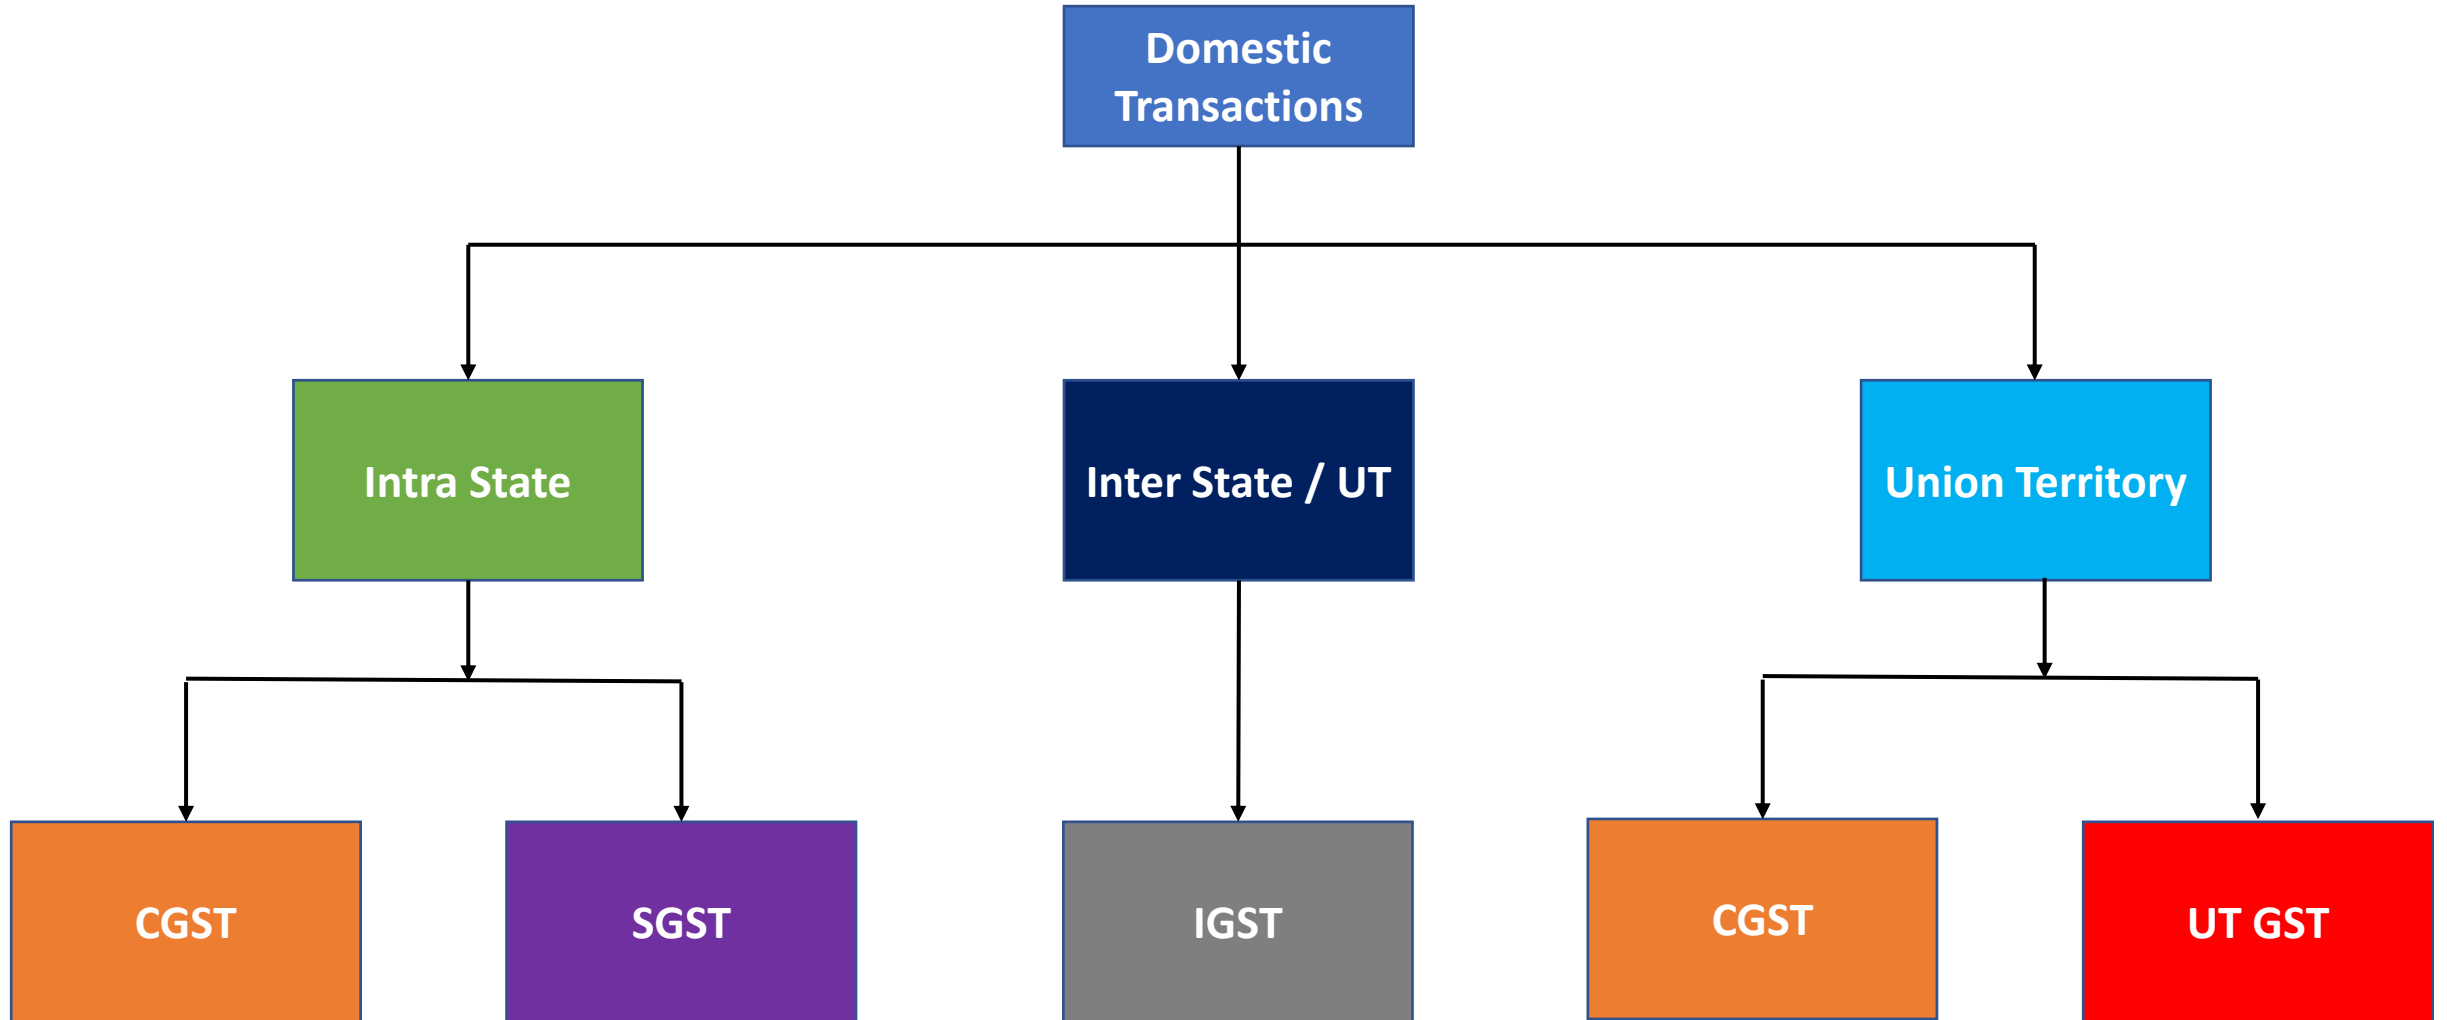 Domestic
Transactions
Intra State
Inter State / UT
Union Territory
CGST
SGST
IGST
CGST
UT GST